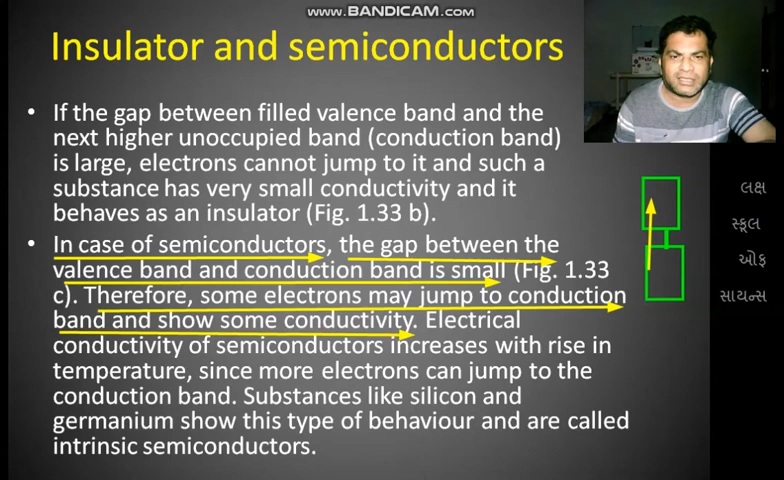 www.BANDICAM.com
Insulator and semiconductors
• If the gap between filled valence band and the
next higher unoccupied band (conduction band)
is large, electrons cannot jump to it and such a
substance has very small conductivity and it
behaves as an insulator (Fig. 1.33 b).
• In case of semiconductors, the gap between the
valence band and conduction band is small (Fig. 1.33
c). Therefore, some electrons may jump to conduction
band and show some conductivity. Electrical
conductivity of semiconductors increases with rise in
temperature, since more electrons can jump to the
conduction band. Substances like silicon and
germanium show this type of behaviour and are called
intrinsic semiconductors.
લક્ષ
સ્કૂલ
ઓફ
સાયન્સ